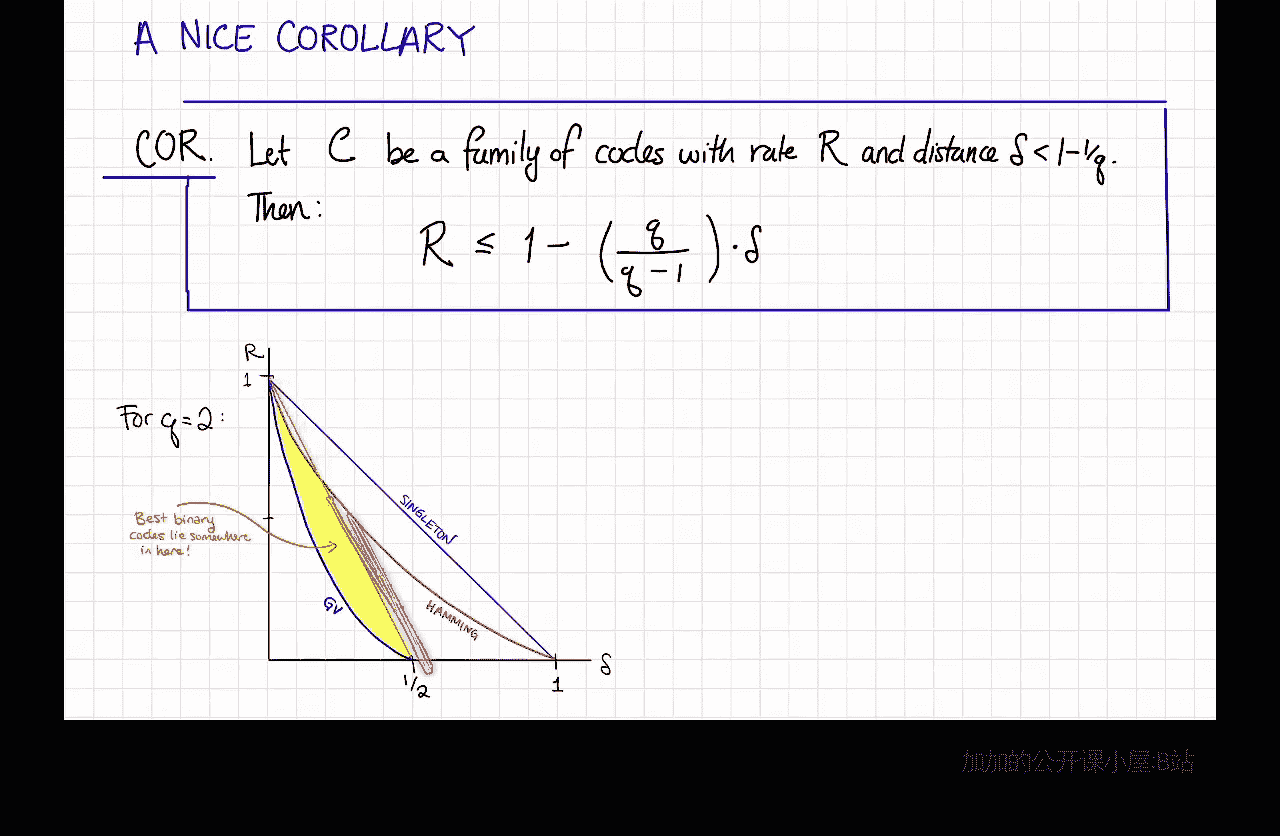 A NICE COROLLARY
COR. Let C be a family of codes with rate R and distance δ < 1-1/q.
Then:
R ≤ 1 - (q/(q-1)) · δ
R
1
For q=2:
SINGLETON
Best binary
codes lie somewhere
in here!
GV
HAMMING
δ
1/2
1
加加的公开课小屋:B站